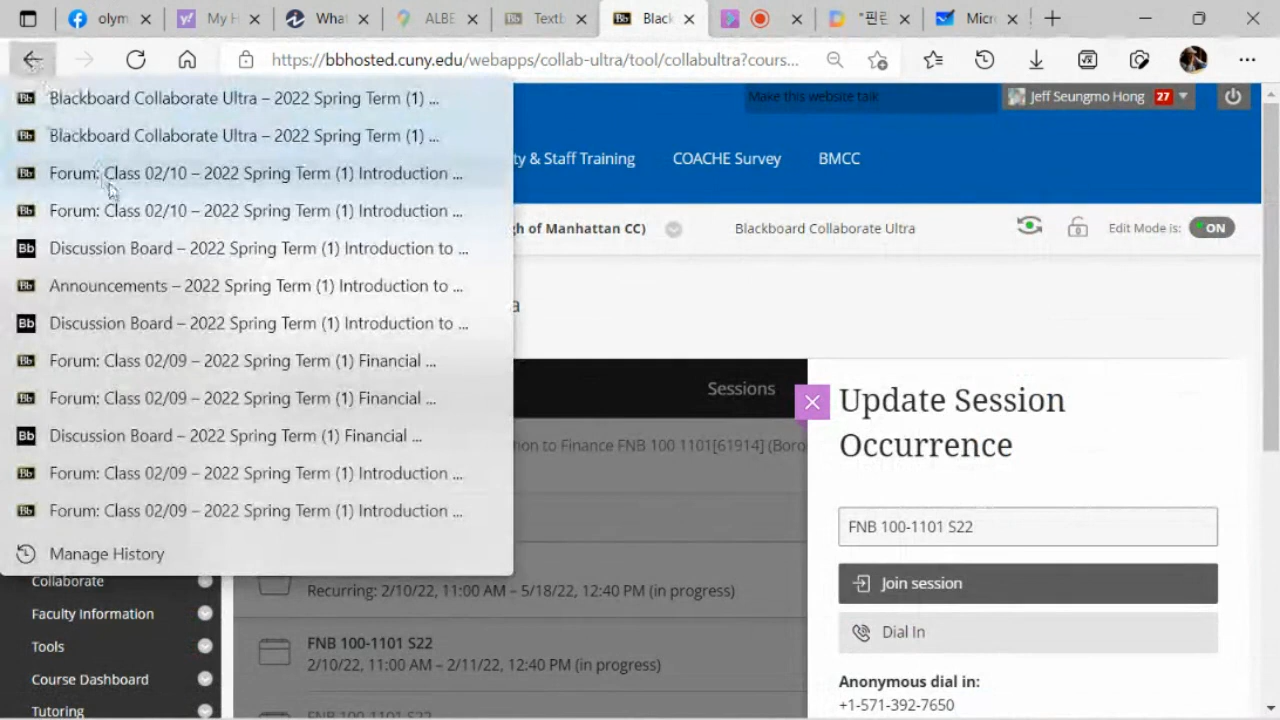 olym
My H
What
ALBE
Textb
Black
"핀란
Micr
https://bbhosted.cuny.edu/webapps/collab-ultra/tool/collabultra?cours...
Blackboard Collaborate Ultra – 2022 Spring Term (1) ...
Blackboard Collaborate Ultra – 2022 Spring Term (1) ...
Forum: Class 02/10 – 2022 Spring Term (1) Introduction ...
Forum: Class 02/10 – 2022 Spring Term (1) Introduction ...
Discussion Board – 2022 Spring Term (1) Introduction to ...
Announcements – 2022 Spring Term (1) Introduction to ...
Discussion Board – 2022 Spring Term (1) Introduction to ...
Forum: Class 02/09 – 2022 Spring Term (1) Financial ...
Forum: Class 02/09 – 2022 Spring Term (1) Financial ...
Discussion Board – 2022 Spring Term (1) Financial ...
Forum: Class 02/09 – 2022 Spring Term (1) Introduction ...
Forum: Class 02/09 – 2022 Spring Term (1) Introduction ...
Manage History
Make this website talk
Jeff Seungmo Hong 27
ty & Staff Training COACHE Survey BMCC
gh of Manhattan CC) Blackboard Collaborate Ultra Edit Mode is: ON
a
Sessions
tion to Finance FNB 100 1101[61914] (Boro
Recurring: 2/10/22, 11:00 AM – 5/18/22, 12:40 PM (in progress)
FNB 100-1101 S22
2/10/22, 11:00 AM – 2/11/22, 12:40 PM (in progress)
FNB 100-1101 S22
Collaborate
Faculty Information
Tools
Course Dashboard
Tutoring
Update Session
Occurrence
FNB 100-1101 S22
Join session
Dial In
Anonymous dial in:
+1-571-392-7650